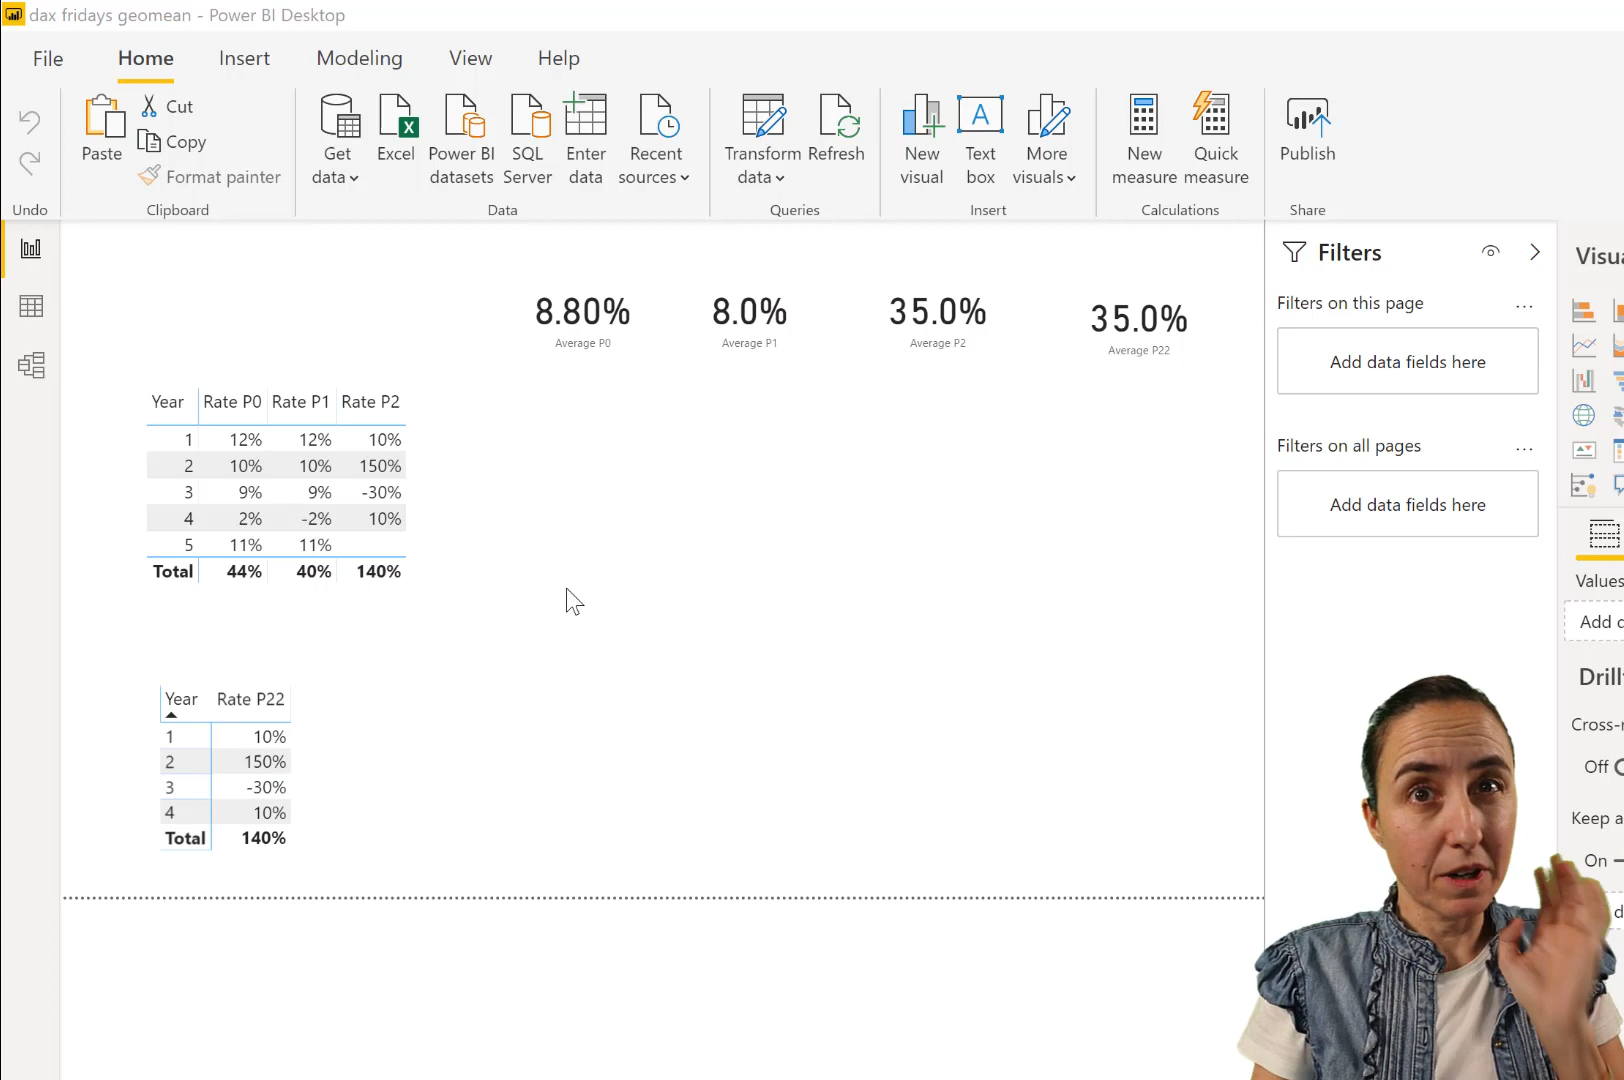 dax fridays geomean - Power BI Desktop
File Home Insert Modeling View Help
Paste
Cut
Copy
Format painter
Get data
Excel
Power BI datasets
SQL Server
Enter data
Recent sources
Transform data
Refresh
New visual
Text box
More visuals
New measure
Quick measure
Publish
Undo Clipboard Data Queries Insert Calculations Share
Filters
Visu
Filters on this page ...
Add data fields here
Filters on all pages ...
Add data fields here
8.80% 8.0% 35.0% 35.0%
Average P0 Average P1 Average P2 Average P22
Year Rate P0 Rate P1 Rate P2
1 12% 12% 10%
2 10% 10% 150%
3 9% 9% -30%
4 2% -2% 10%
5 11% 11%
Total 44% 40% 140%
Year Rate P22
1 10%
2 150%
3 -30%
4 10%
Total 140%
Values
Add d
Drill
Cross-r
Off
Keep a
On
d